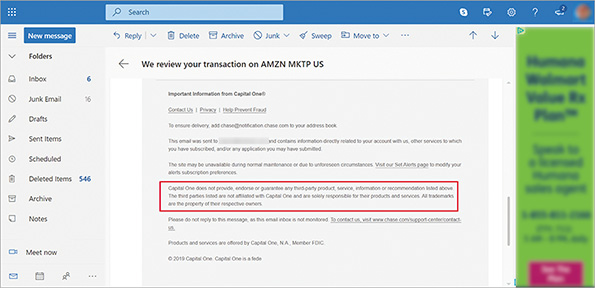 Search
New message
Reply
Delete
Archive
Junk
Sweep
Move to
Folders
Inbox 6
Junk Email 16
Drafts
Sent Items
Scheduled
Deleted Items 546
Archive
Notes
Meet now
We review your transaction on AMZN MKTP US
Important Information from Capital One®
Contact Us | Privacy | Help Prevent Fraud
To ensure delivery, add chase@notification.chase.com to your address book.
This email was sent to and contains information directly related to your account with us, other services to which
you have subscribed, and/or any application you may have submitted.
The site may be unavailable during normal maintenance or due to unforeseen circumstances. Visit our Set Alerts page to modify your
alerts subscription preferences.
Capital One does not provide, endorse or guarantee any third-party product, service, information or recommendation listed above.
The third parties listed are not affiliated with Capital One and are solely responsible for their products and services. All trademarks
are the property of their respective owners.
Please do not reply to this message, as this email inbox is not monitored. To contact us, visit www.chase.com/support-center/contact-
us.
Products and services are offered by Capital One, N.A., Member FDIC.
© 2019 Capital One. Capital One is a fede
Humana
Walmart
Value Rx
Plan™
Speak to
a licensed
Humana
sales agent